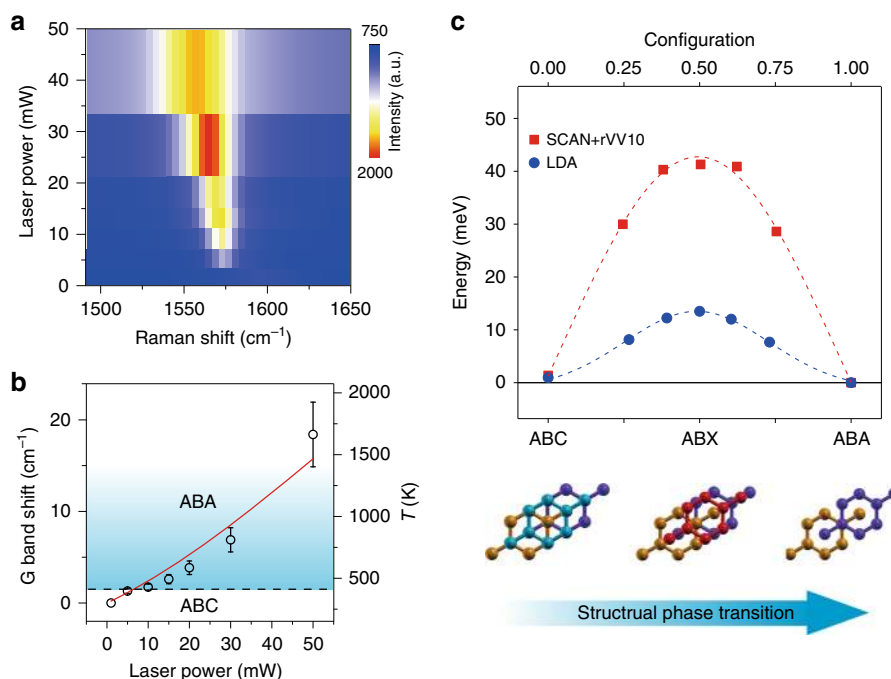 a
50
40
30
20
10
0
Laser power (mW)
1500
1550
1600
1650
Raman shift (cm⁻¹)
750
2000
Intensity (a.u.)
b
20
10
0
G band shift (cm⁻¹)
2000
1500
1000
500
T (K)
ABA
ABC
0
10
20
30
40
50
Laser power (mW)
c
Configuration
0.00
0.25
0.50
0.75
1.00
SCAN+rVV10
LDA
50
40
30
20
10
0
Energy (meV)
ABC
ABX
ABA
Structrual phase transition